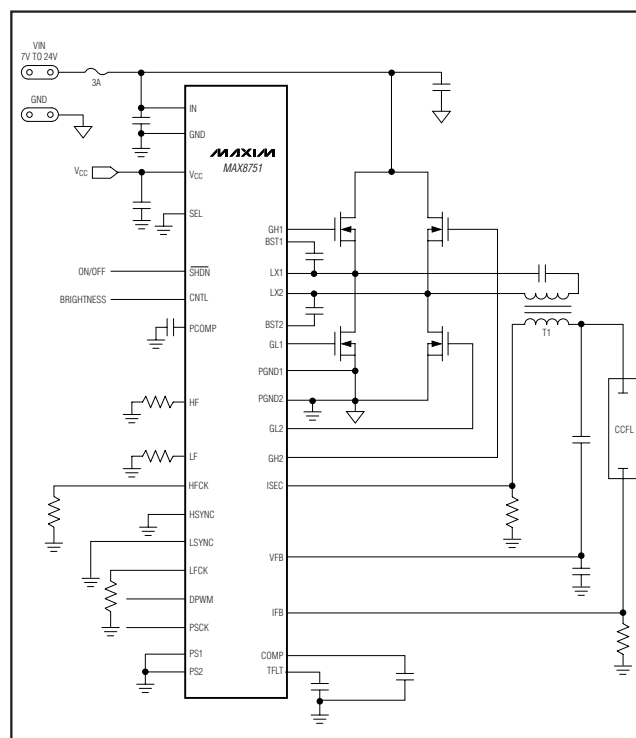 VIN
7V TO 24V
3A
GND
IN
GND
MAXIM
MAX8751
VCC
VCC
SEL
GH1
BST1
ON/OFF
SHDN
LX1
BRIGHTNESS
CNTL
LX2
T1
PCOMP
BST2
GL1
PGND1
HF
PGND2
GL2
CCFL
LF
GH2
HFCK
ISEC
HSYNC
LSYNC
VFB
LFCK
DPWM
IFB
PSCK
PS1
COMP
PS2
TFLT